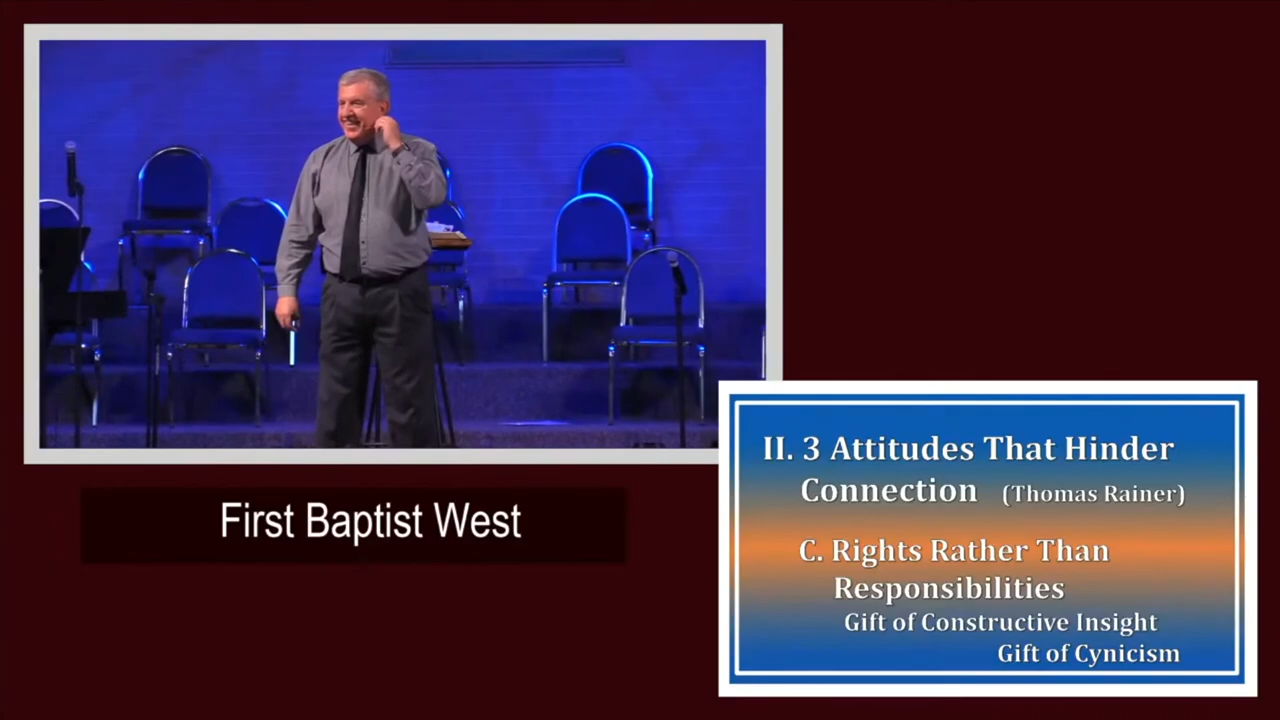 First Baptist West
II. 3 Attitudes That Hinder
Connection (Thomas Rainer)
C. Rights Rather Than
Responsibilities
Gift of Constructive Insight
Gift of Cynicism